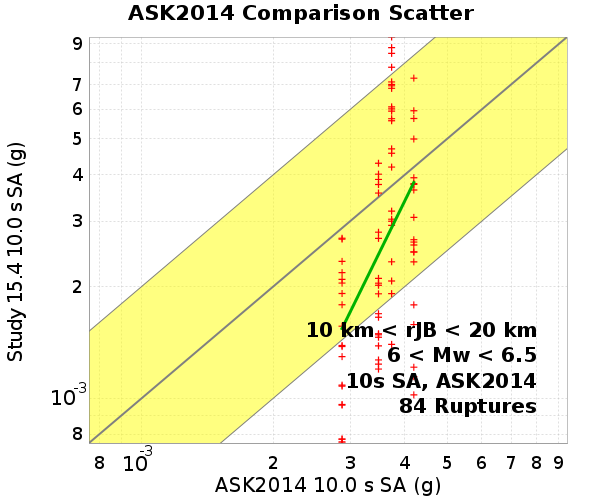 ASK2014 Comparison Scatter
Study 15.4 10.0 s SA (g)
9
7
6
5
4
3
2
10-3
8
10 km < rJB < 20 km
6 < Mw < 6.5
10s SA, ASK2014
84 Ruptures
8 10-3 2 3 4 5 6 7 8 9
ASK2014 10.0 s SA (g)